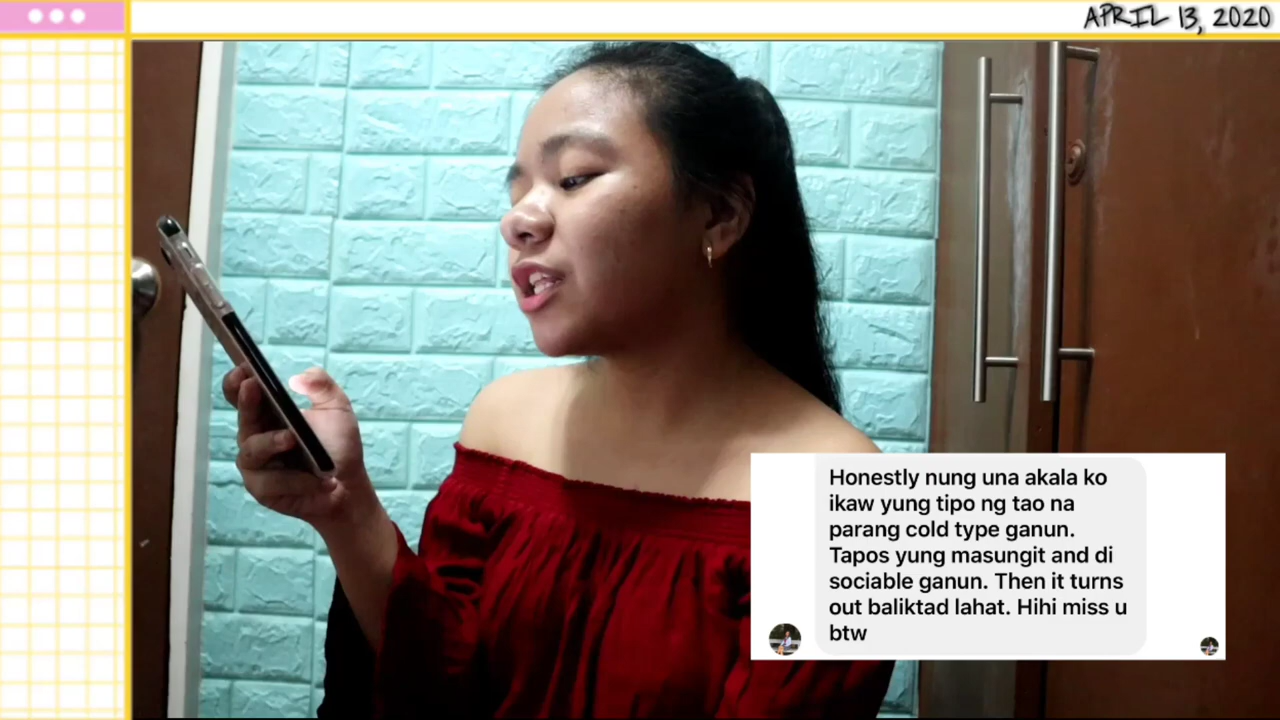 APRIL 13, 2020
Honestly nung una akala ko
ikaw yung tipo ng tao na
parang cold type ganun.
Tapos yung masungit and di
sociable ganun. Then it turns
out baliktad lahat. Hihi miss u
btw